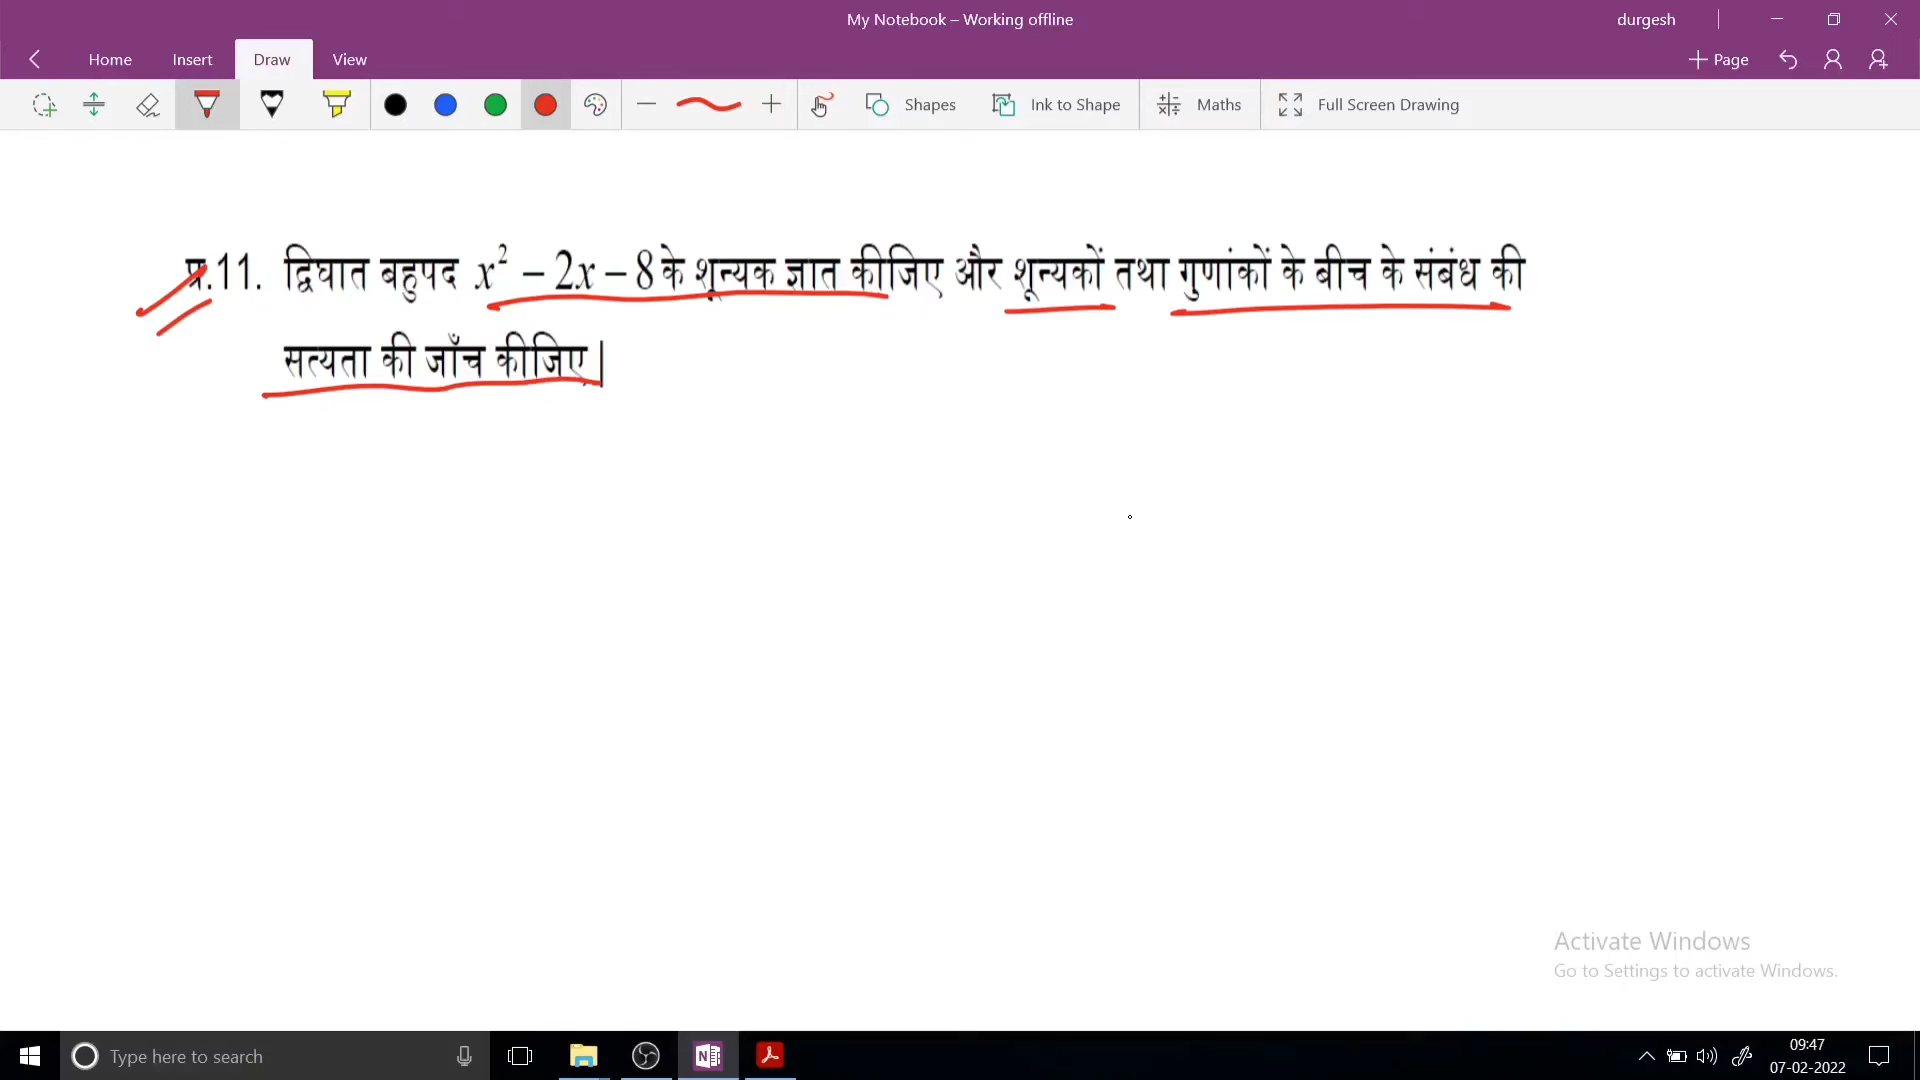 My Notebook – Working offline
durgesh
Home Insert Draw View
Page
Shapes Ink to Shape Maths Full Screen Drawing
प्र.11. द्विघात बहुपद x² – 2x – 8 के शून्यक ज्ञात कीजिए और शून्यकों तथा गुणांकों के बीच के संबंध की
सत्यता की जाँच कीजिए|
Activate Windows
Go to Settings to activate Windows.
Type here to search
09:47
07-02-2022